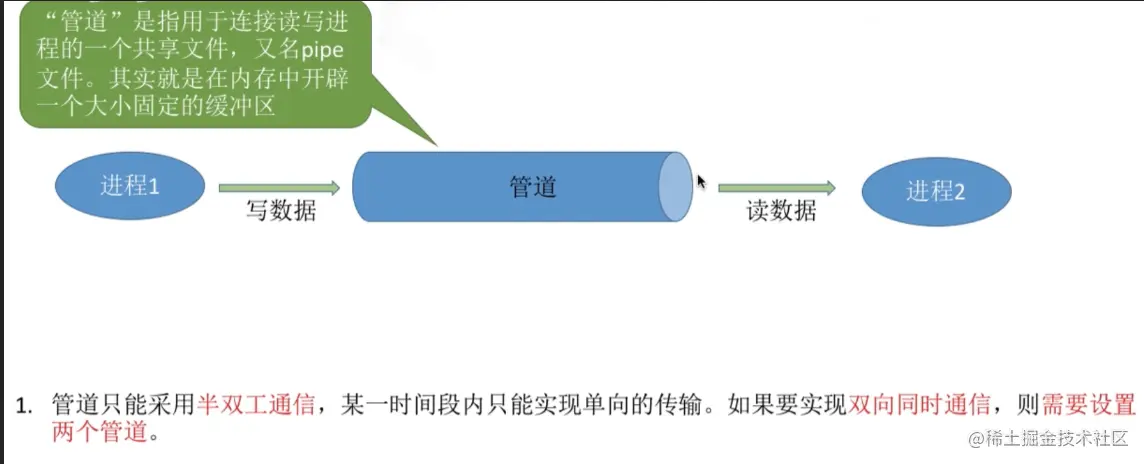 “管道”是指用于连接读写进
程的一个共享文件，又名pipe
文件。其实就是在内存中开辟
一个大小固定的缓冲区
进程1
写数据
管道
读数据
进程2
1. 管道只能采用半双工通信，某一时间段内只能实现单向的传输。如果要实现双向同时通信，则需要设置
两个管道。
@稀土掘金技术社区